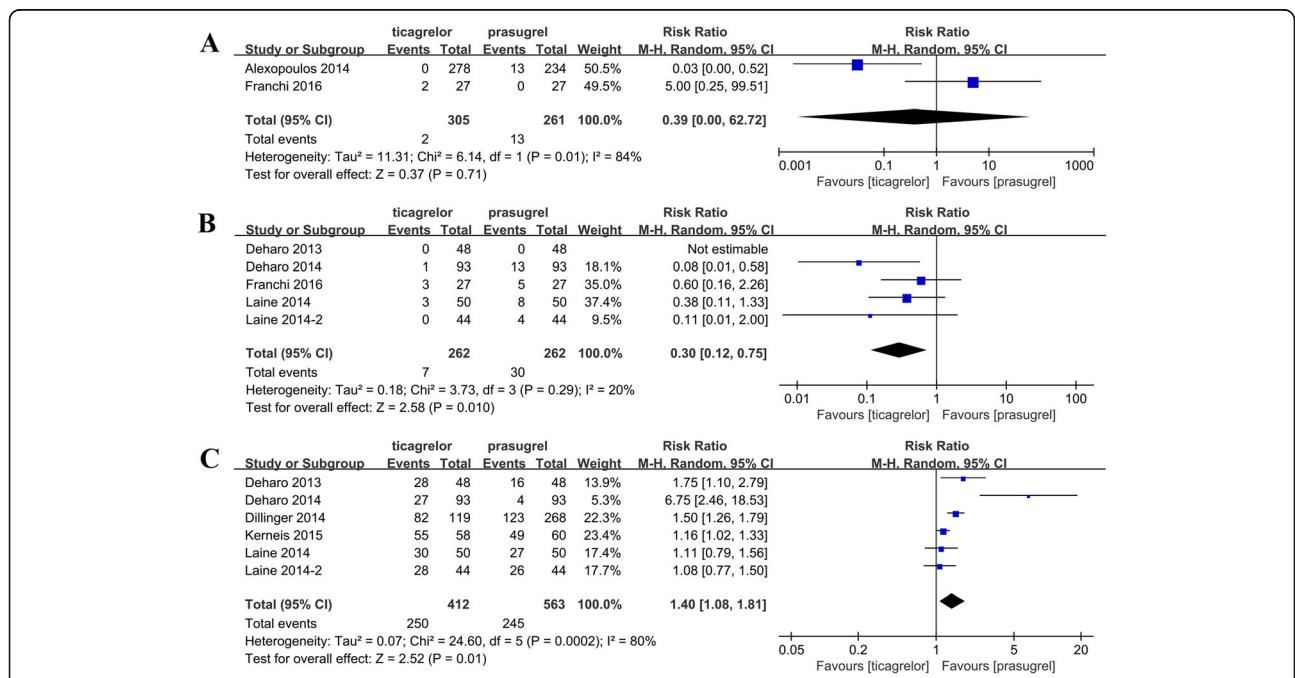 A
ticagrelor prasugrel Risk Ratio Risk Ratio
Study or Subgroup Events Total Events Total Weight M-H, Random, 95% CI M-H, Random, 95% CI
Alexopoulos 2014 0 278 13 234 50.5% 0.03 [0.00, 0.52]
Franchi 2016 2 27 0 27 49.5% 5.00 [0.25, 99.51]
Total (95% CI) 305 261 100.0% 0.39 [0.00, 62.72]
Total events 2 13
Heterogeneity: Tau² = 11.31; Chi² = 6.14, df = 1 (P = 0.01); I² = 84%
Test for overall effect: Z = 0.37 (P = 0.71)
0.001 0.1 1 10 1000
Favours [ticagrelor] Favours [prasugrel]
B
ticagrelor prasugrel Risk Ratio Risk Ratio
Study or Subgroup Events Total Events Total Weight M-H, Random, 95% CI M-H, Random, 95% CI
Deharo 2013 0 48 0 48 Not estimable
Deharo 2014 1 93 13 93 18.1% 0.08 [0.01, 0.58]
Franchi 2016 3 27 5 27 35.0% 0.60 [0.16, 2.26]
Laine 2014 3 50 8 50 37.4% 0.38 [0.11, 1.33]
Laine 2014-2 0 44 4 44 9.5% 0.11 [0.01, 2.00]
Total (95% CI) 262 262 100.0% 0.30 [0.12, 0.75]
Total events 7 30
Heterogeneity: Tau² = 0.18; Chi² = 3.73, df = 3 (P = 0.29); I² = 20%
Test for overall effect: Z = 2.58 (P = 0.010)
0.01 0.1 1 10 100
Favours [ticagrelor] Favours [prasugrel]
C
ticagrelor prasugrel Risk Ratio Risk Ratio
Study or Subgroup Events Total Events Total Weight M-H, Random, 95% CI M-H, Random, 95% CI
Deharo 2013 28 48 16 48 13.9% 1.75 [1.10, 2.79]
Deharo 2014 27 93 4 93 5.3% 6.75 [2.46, 18.53]
Dillinger 2014 82 119 123 268 22.3% 1.50 [1.26, 1.79]
Kerneis 2015 55 58 49 60 23.4% 1.16 [1.02, 1.33]
Laine 2014 30 50 27 50 17.4% 1.11 [0.79, 1.56]
Laine 2014-2 28 44 26 44 17.7% 1.08 [0.77, 1.50]
Total (95% CI) 412 563 100.0% 1.40 [1.08, 1.81]
Total events 250 245
Heterogeneity: Tau² = 0.07; Chi² = 24.60, df = 5 (P = 0.0002); I² = 80%
Test for overall effect: Z = 2.52 (P = 0.01)
0.05 0.2 1 5 20
Favours [ticagrelor] Favours [prasugrel]